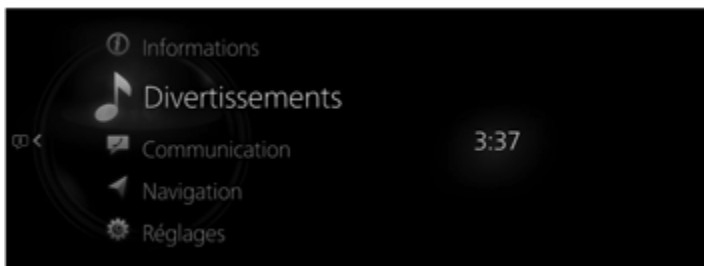 Informations
Divertissements
Communication
3:37
Navigation
Réglages